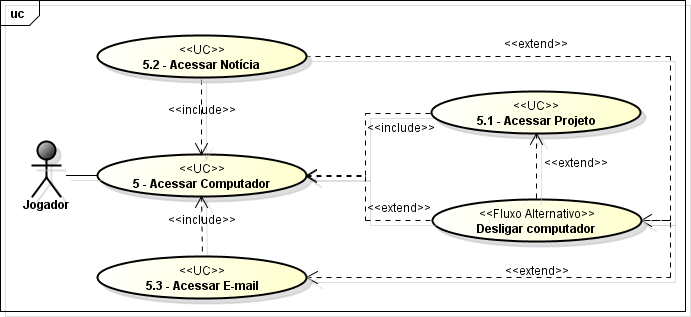 uc
<<UC>>
5.2 - Acessar Notícia
<<extend>>
<<include>>
<<UC>>
5.1 - Acessar Projeto
<<include>>
<<UC>>
5 - Acessar Computador
<<extend>>
Jogador
<<extend>>
<<Fluxo Alternativo>>
Desligar computador
<<include>>
<<UC>>
5.3 - Acessar E-mail
<<extend>>